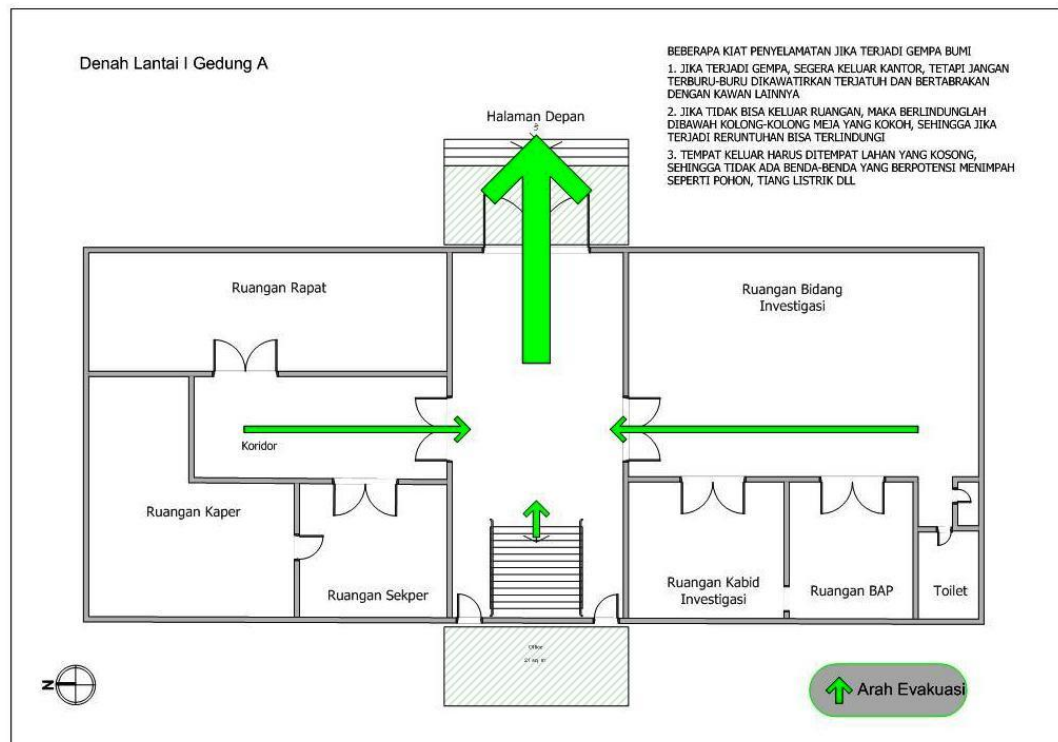 Denah Lantai I Gedung A
BEBERAPA KIAT PENYELAMATAN JIKA TERJADI GEMPA BUMI
1. JIKA TERJADI GEMPA, SEGERA KELUAR KANTOR, TETAPI JANGAN
TERBURU-BURU DIKAWATIRKAN TERJATUH DAN BERTABRAKAN
DENGAN KAWAN LAINNYA
2. JIKA TIDAK BISA KELUAR RUANGAN, MAKA BERLINDUNGLAH
DIBAWAH KOLONG-KOLONG MEJA YANG KOKOH, SEHINGGA JIKA
TERJADI RERUNTUHAN BISA TERLINDUNGI
3. TEMPAT KELUAR HARUS DITEMPAT LAHAN YANG KOSONG,
SEHINGGA TIDAK ADA BENDA-BENDA YANG BERPOTENSI MENIMPAH
SEPERTI POHON, TIANG LISTRIK DLL
Halaman Depan
Ruangan Rapat
Ruangan Bidang
Investigasi
Koridor
Ruangan Kaper
Ruangan Sekper
Ruangan Kabid
Investigasi
Ruangan BAP
Toilet
Office
N
Arah Evakuasi